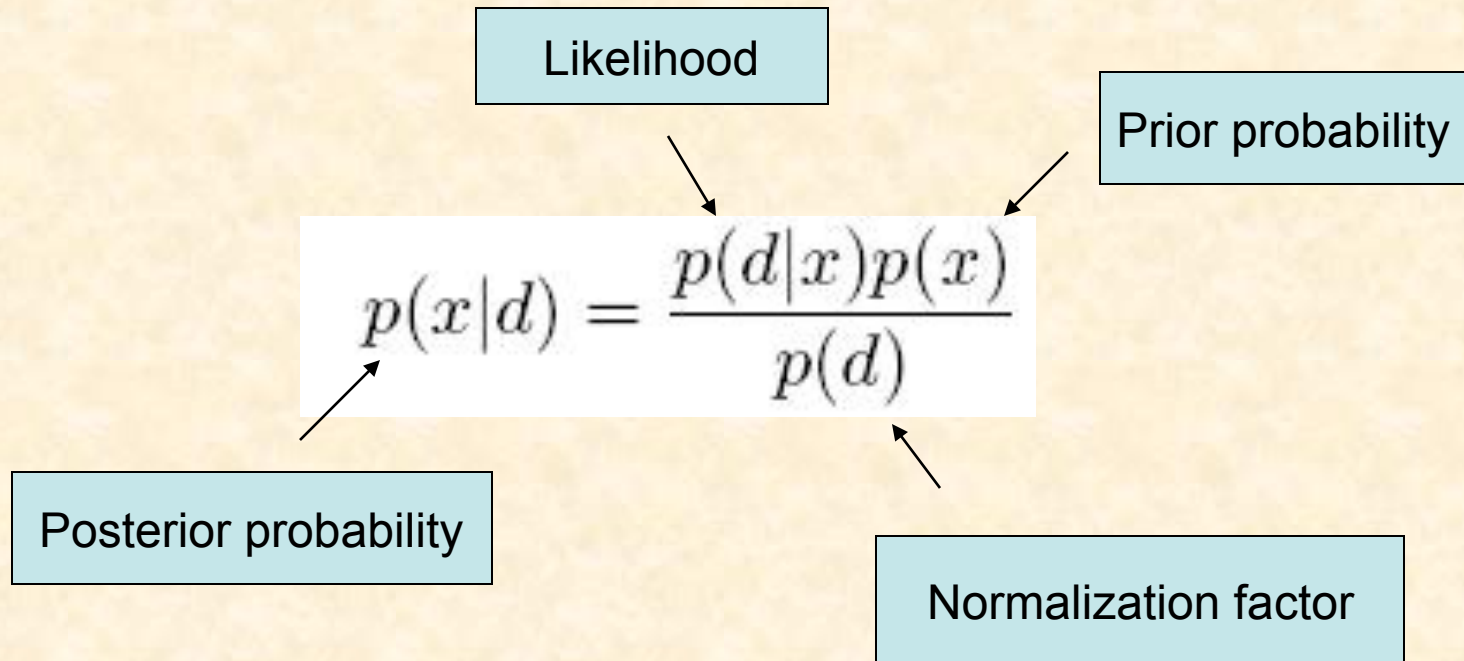 Likelihood
Prior probability
p(x|d) = p(d|x)p(x) / p(d)
Posterior probability
Normalization factor